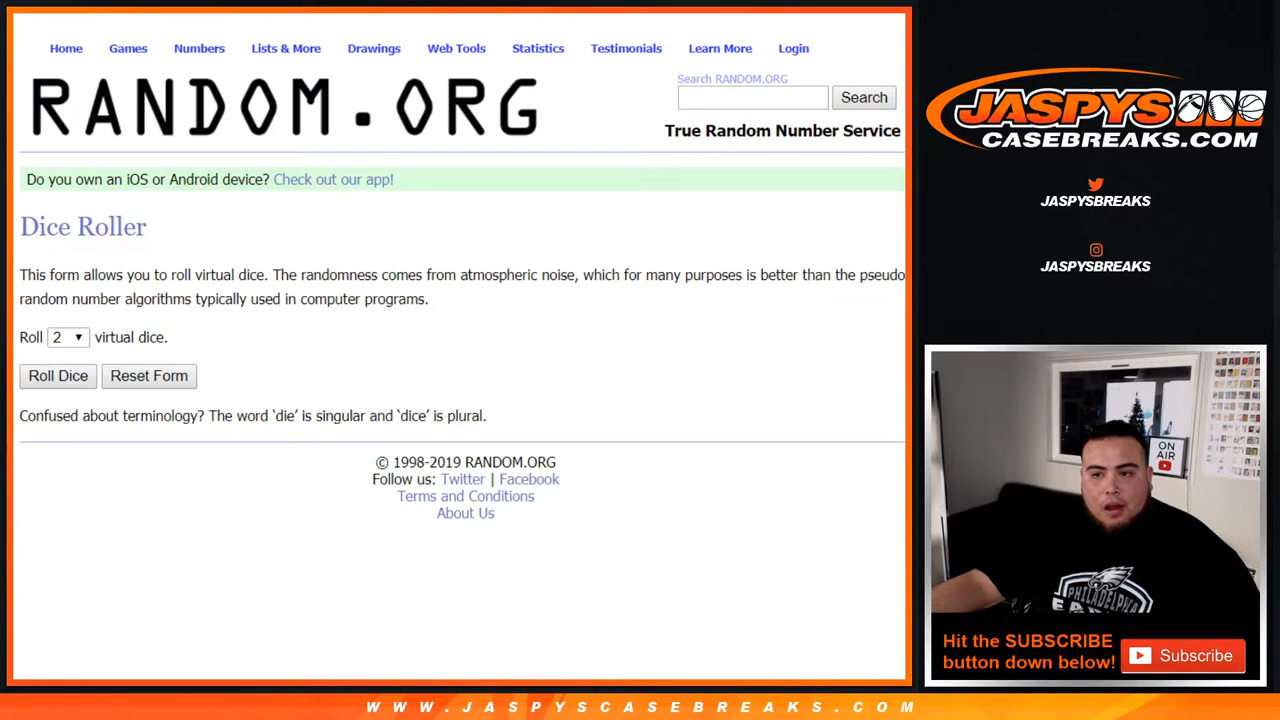 Home Games Numbers Lists & More Drawings Web Tools Statistics Testimonials Learn More Login
RANDOM.ORG
Search RANDOM.ORG
Search
True Random Number Service
Do you own an iOS or Android device? Check out our app!
Dice Roller
This form allows you to roll virtual dice. The randomness comes from atmospheric noise, which for many purposes is better than the pseudo
random number algorithms typically used in computer programs.
Roll 2 virtual dice.
Roll Dice Reset Form
Confused about terminology? The word ‘die’ is singular and ‘dice’ is plural.
© 1998-2019 RANDOM.ORG
Follow us: Twitter | Facebook
Terms and Conditions
About Us
JASPYS
CASEBREAKS.COM
JASPYSBREAKS
JASPYSBREAKS
ON
AIR
PHILADELPHIA
Hit the SUBSCRIBE
button down below!
Subscribe
WWW.JASPYSCASEBREAKS.COM